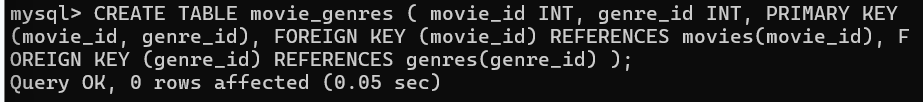 mysql> CREATE TABLE movie_genres ( movie_id INT, genre_id INT, PRIMARY KEY
(movie_id, genre_id), FOREIGN KEY (movie_id) REFERENCES movies(movie_id), F
OREIGN KEY (genre_id) REFERENCES genres(genre_id) );
Query OK, 0 rows affected (0.05 sec)